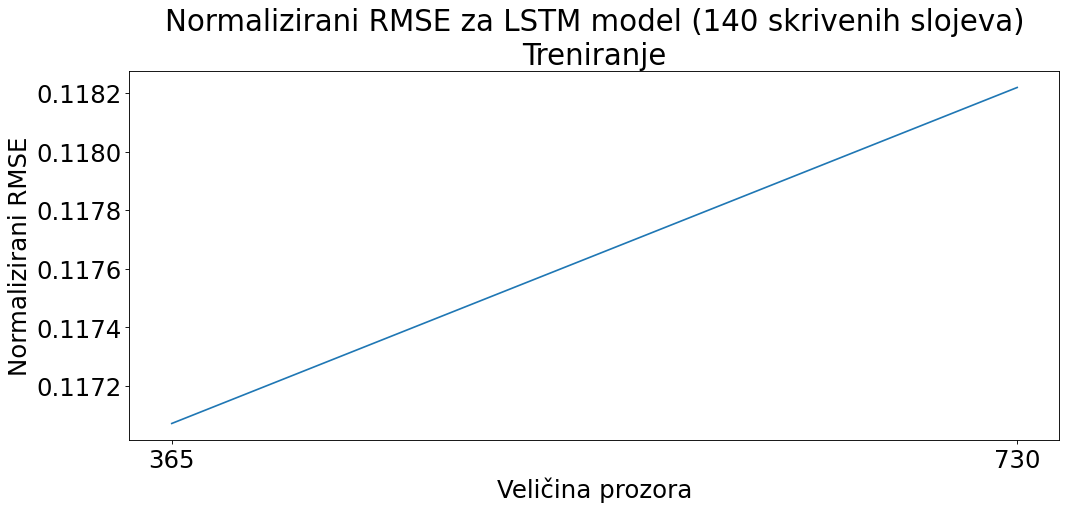 Normalizirani RMSE za LSTM model (140 skrivenih slojeva)
Treniranje
Normalizirani RMSE
0.1182
0.1180
0.1178
0.1176
0.1174
0.1172
365
730
Veličina prozora